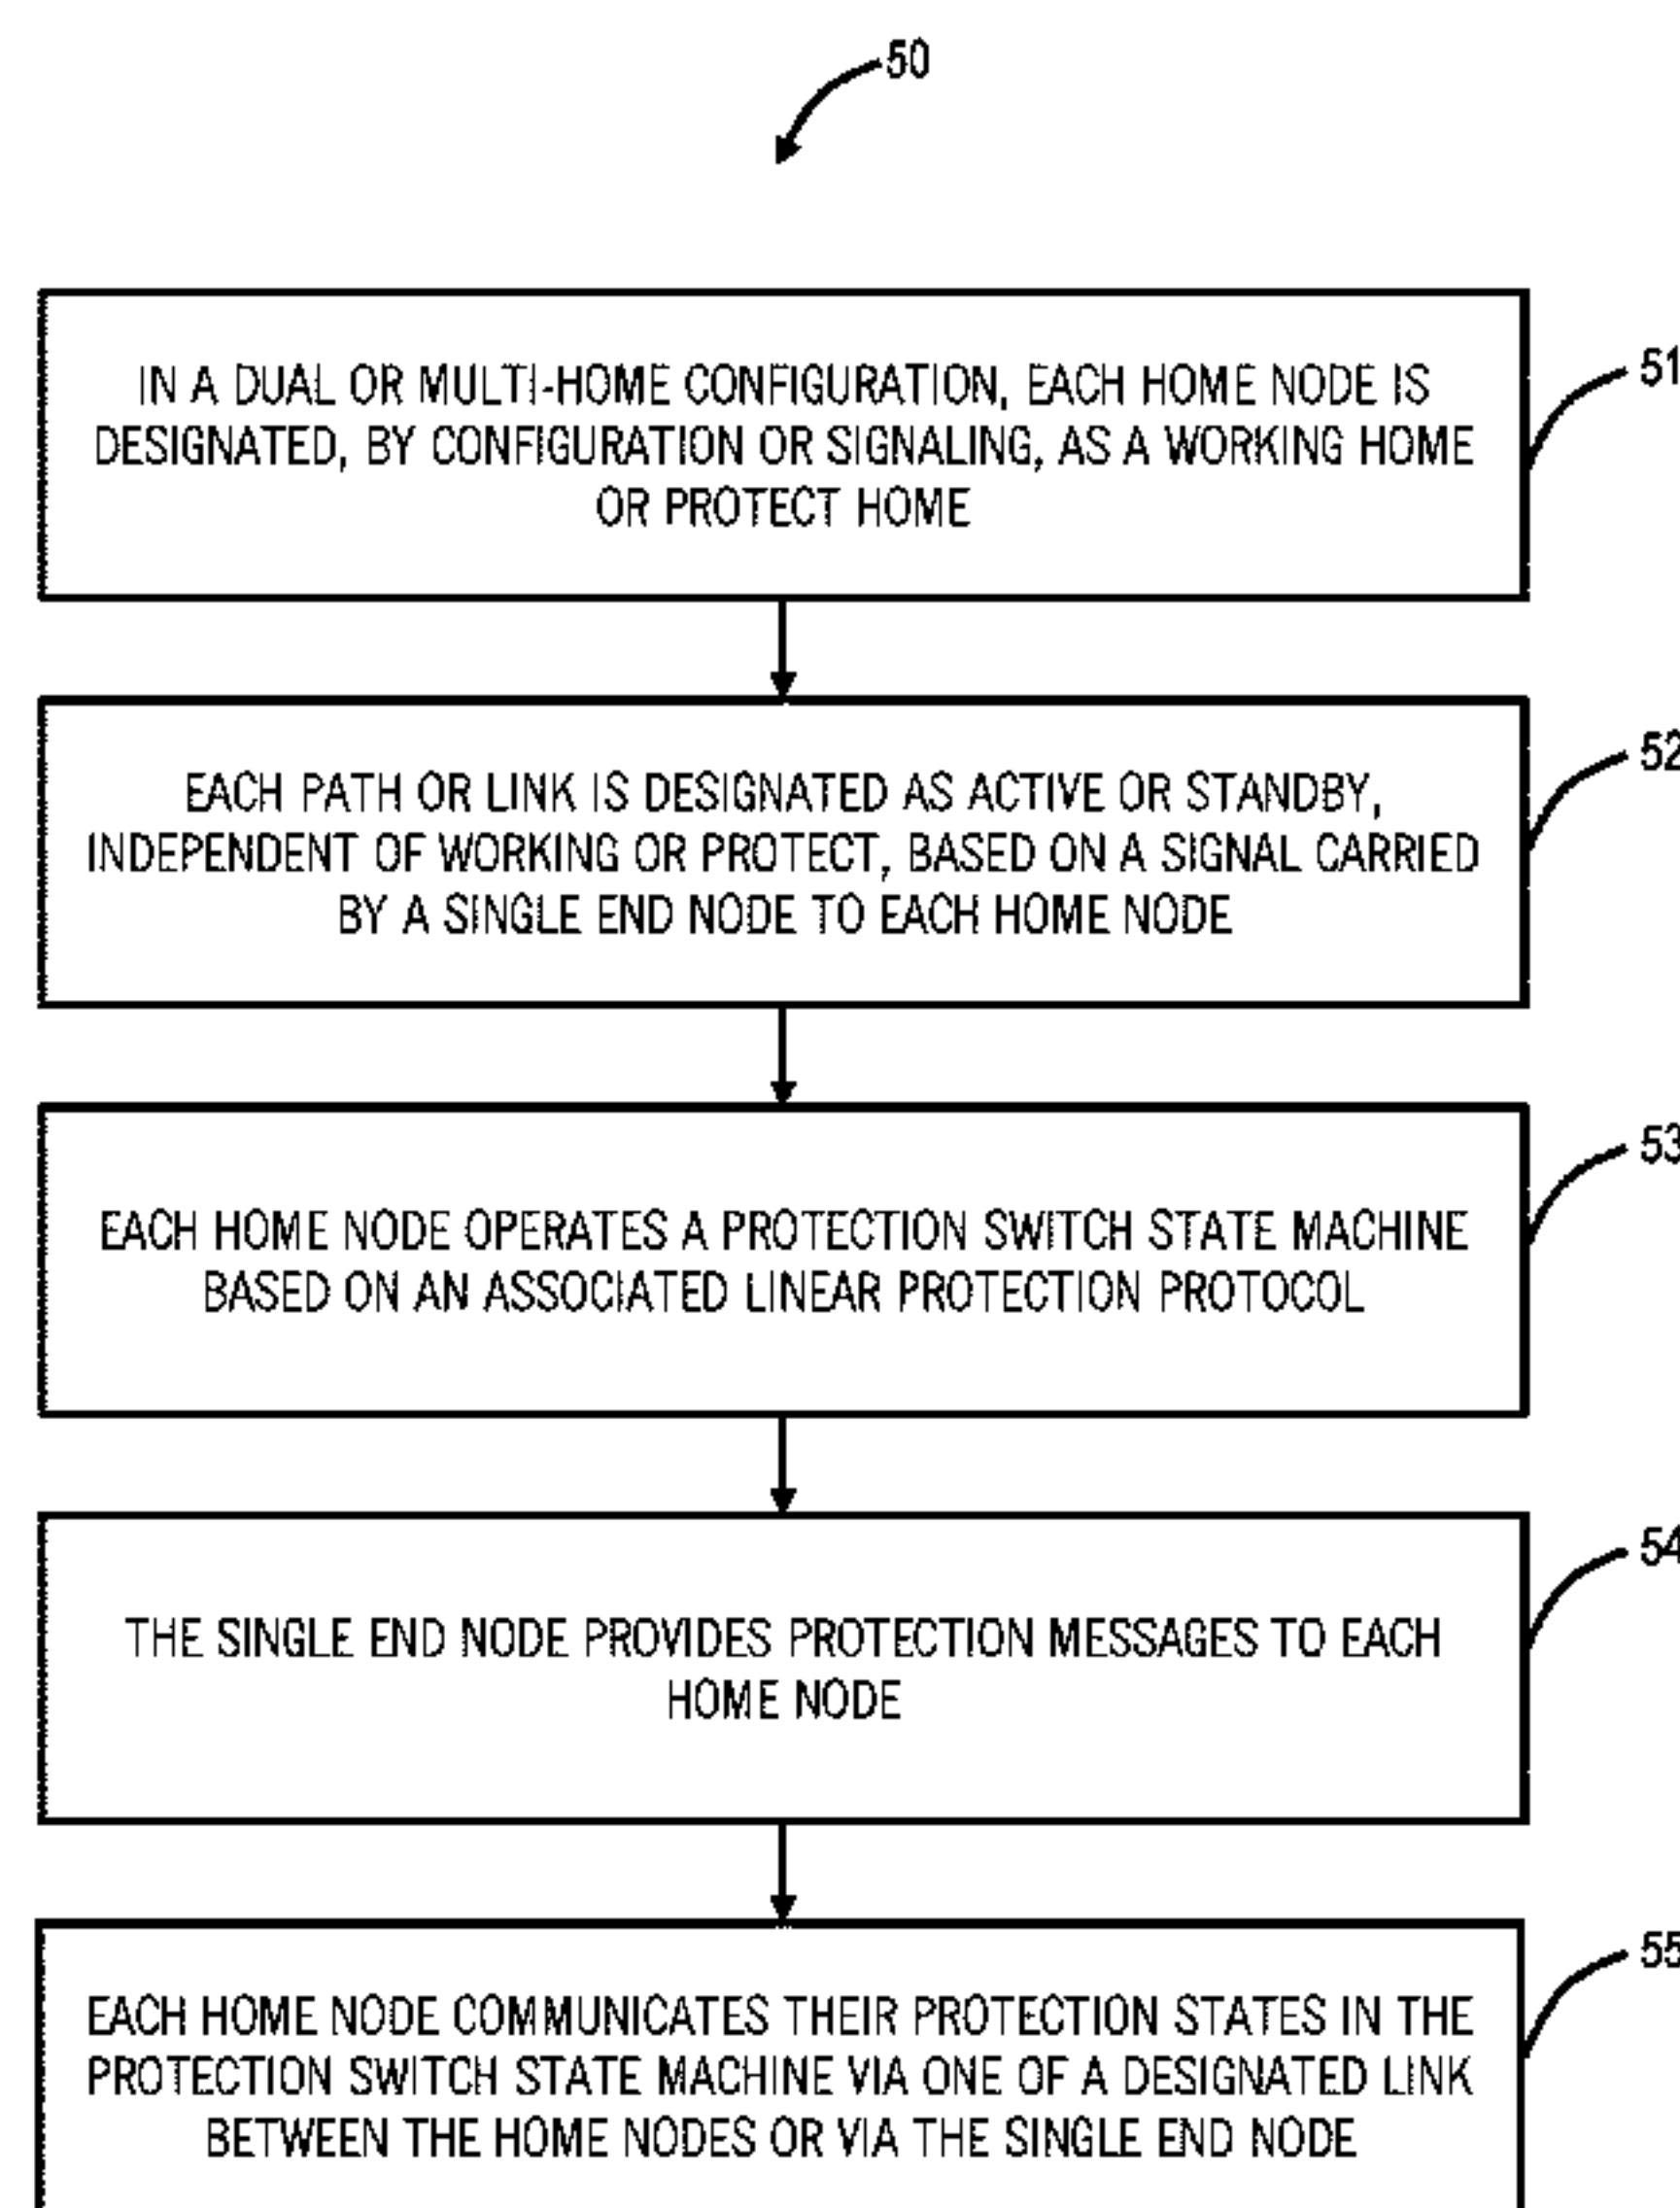 50
IN A DUAL OR MULTI-HOME CONFIGURATION, EACH HOME NODE IS
DESIGNATED, BY CONFIGURATION OR SIGNALING, AS A WORKING HOME
OR PROTECT HOME
51
EACH PATH OR LINK IS DESIGNATED AS ACTIVE OR STANDBY,
INDEPENDENT OF WORKING OR PROTECT, BASED ON A SIGNAL CARRIED
BY A SINGLE END NODE TO EACH HOME NODE
52
EACH HOME NODE OPERATES A PROTECTION SWITCH STATE MACHINE
BASED ON AN ASSOCIATED LINEAR PROTECTION PROTOCOL
53
THE SINGLE END NODE PROVIDES PROTECTION MESSAGES TO EACH
HOME NODE
54
EACH HOME NODE COMMUNICATES THEIR PROTECTION STATES IN THE
PROTECTION SWITCH STATE MACHINE VIA ONE OF A DESIGNATED LINK
BETWEEN THE HOME NODES OR VIA THE SINGLE END NODE
55